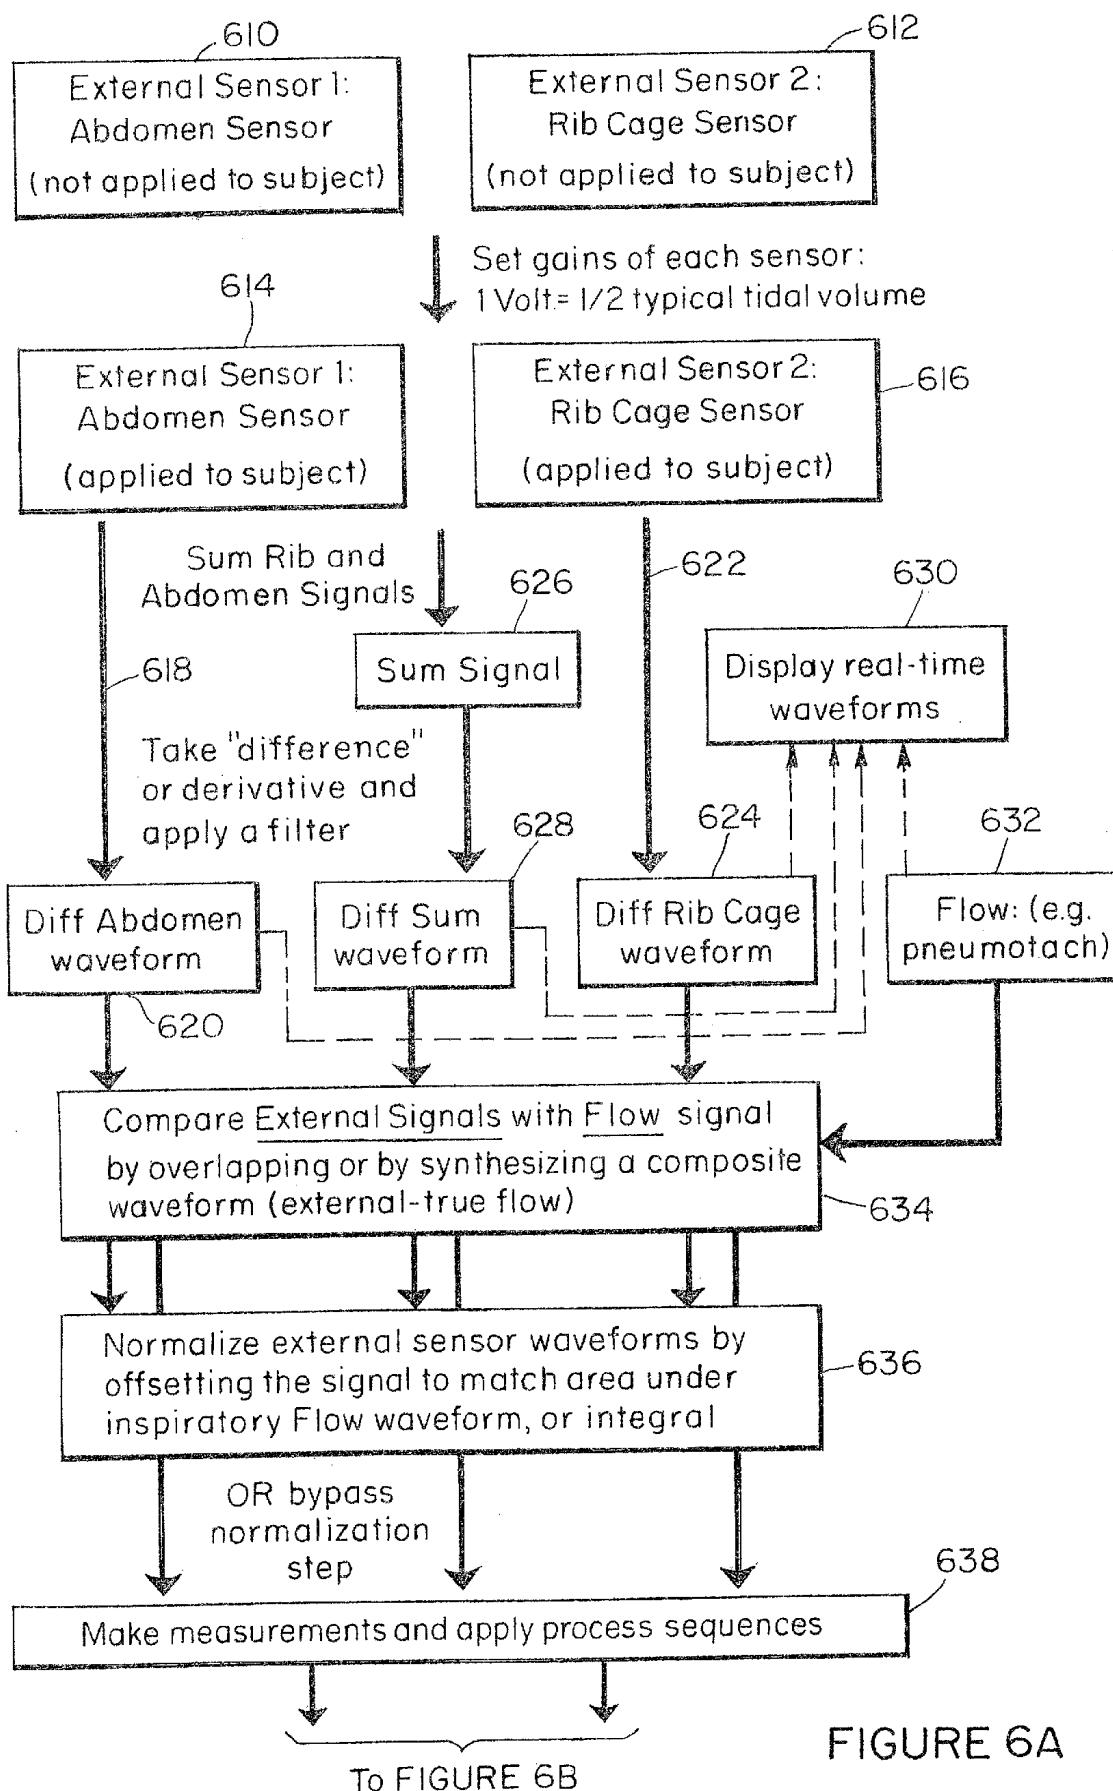 610
612
External Sensor 1:
Abdomen Sensor
(not applied to subject)
External Sensor 2:
Rib Cage Sensor
(not applied to subject)
Set gains of each sensor:
1 Volt = 1/2 typical tidal volume
614
External Sensor 1:
Abdomen Sensor
(applied to subject)
External Sensor 2:
Rib Cage Sensor
(applied to subject)
616
Sum Rib and
Abdomen Signals
626
622
630
618
Sum Signal
Display real-time
waveforms
Take "difference"
or derivative and
apply a filter
628
624
632
Diff Abdomen
waveform
Diff Sum
waveform
Diff Rib Cage
waveform
Flow: (e.g.
pneumotach)
620
Compare External Signals with Flow signal
by overlapping or by synthesizing a composite
waveform (external-true flow)
634
Normalize external sensor waveforms by
offsetting the signal to match area under
inspiratory Flow waveform, or integral
636
OR bypass
normalization
step
638
Make measurements and apply process sequences
To FIGURE 6B
FIGURE 6A